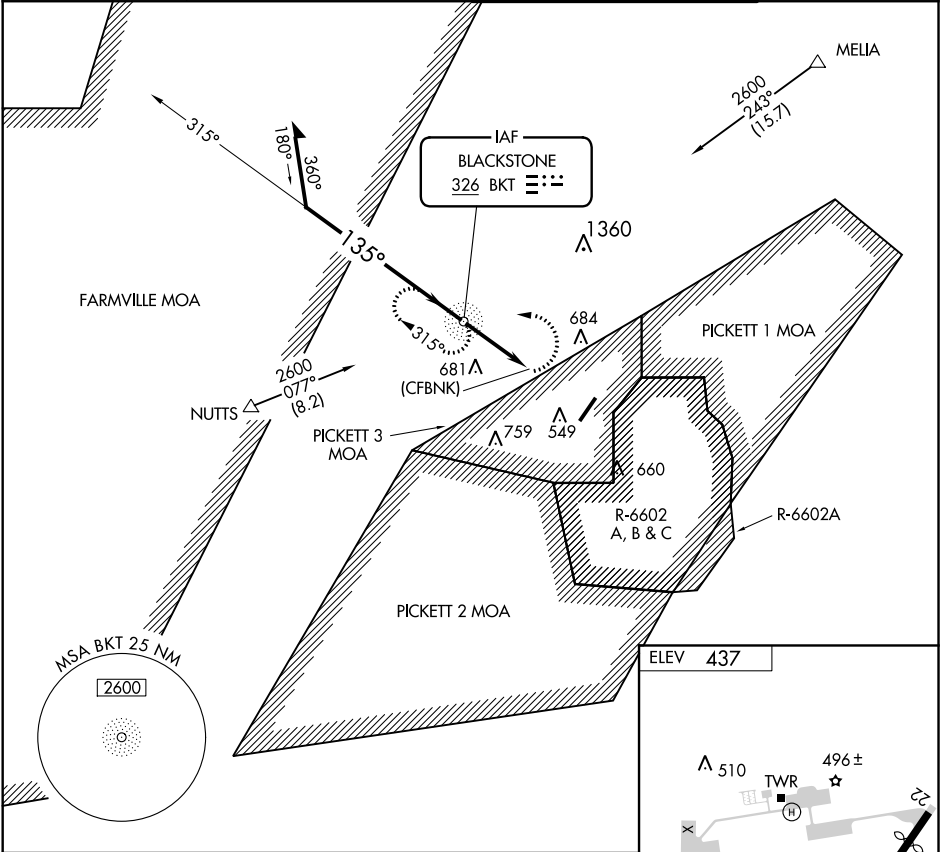 MELIA
2600
243°
(15.7)
315°
180°
360°
IAF
BLACKSTONE
326 BKT
135°
1360
FARMVILLE MOA
315°
684
681
PICKETT 1 MOA
2600
077°
(8.2)
NUTTS
(CFBNK)
PICKETT 3
MOA
759
549
660
R-6602
A, B & C
R-6602A
PICKETT 2 MOA
MSA BKT 25 NM
2600
ELEV 437
510
TWR
496 ±
H
X
22